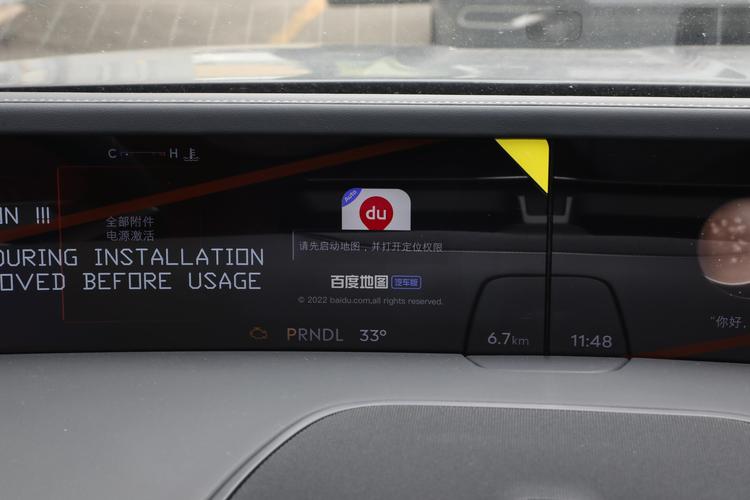 C H
IN !!!
全部附件
电源激活
DURING INSTALLATION
OVED BEFORE USAGE
Auto
du
请先启动地图，并打开定位权限
百度地图 汽车版
© 2022 baidu.com,all rights reserved.
PRNDL 33°
6.7km
11:48
“你好，